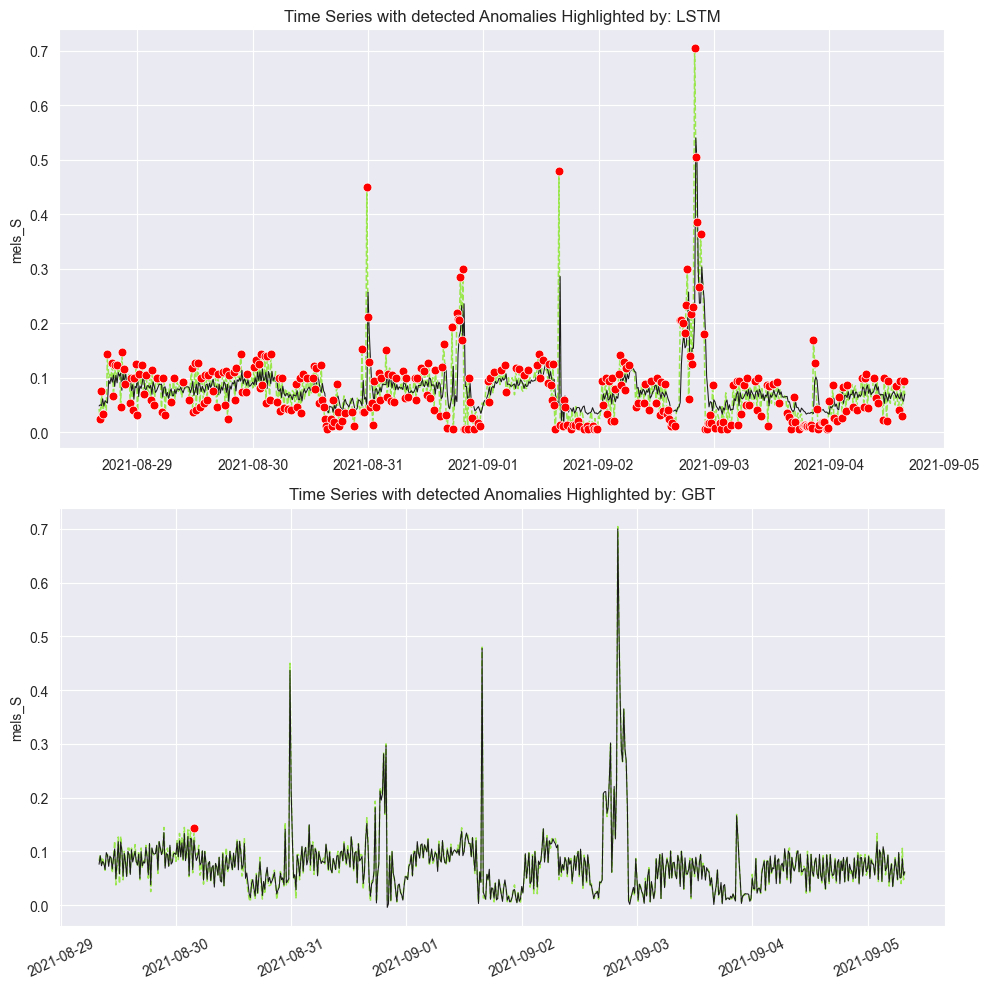 Time Series with detected Anomalies Highlighted by: LSTM
0.7
0.6
0.5
0.4
0.3
0.2
0.1
0.0
mels_S
2021-08-29 2021-08-30 2021-08-31 2021-09-01 2021-09-02 2021-09-03 2021-09-04 2021-09-05
Time Series with detected Anomalies Highlighted by: GBT
0.7
0.6
0.5
0.4
0.3
0.2
0.1
0.0
mels_S
2021-08-29 2021-08-30 2021-08-31 2021-09-01 2021-09-02 2021-09-03 2021-09-04 2021-09-05